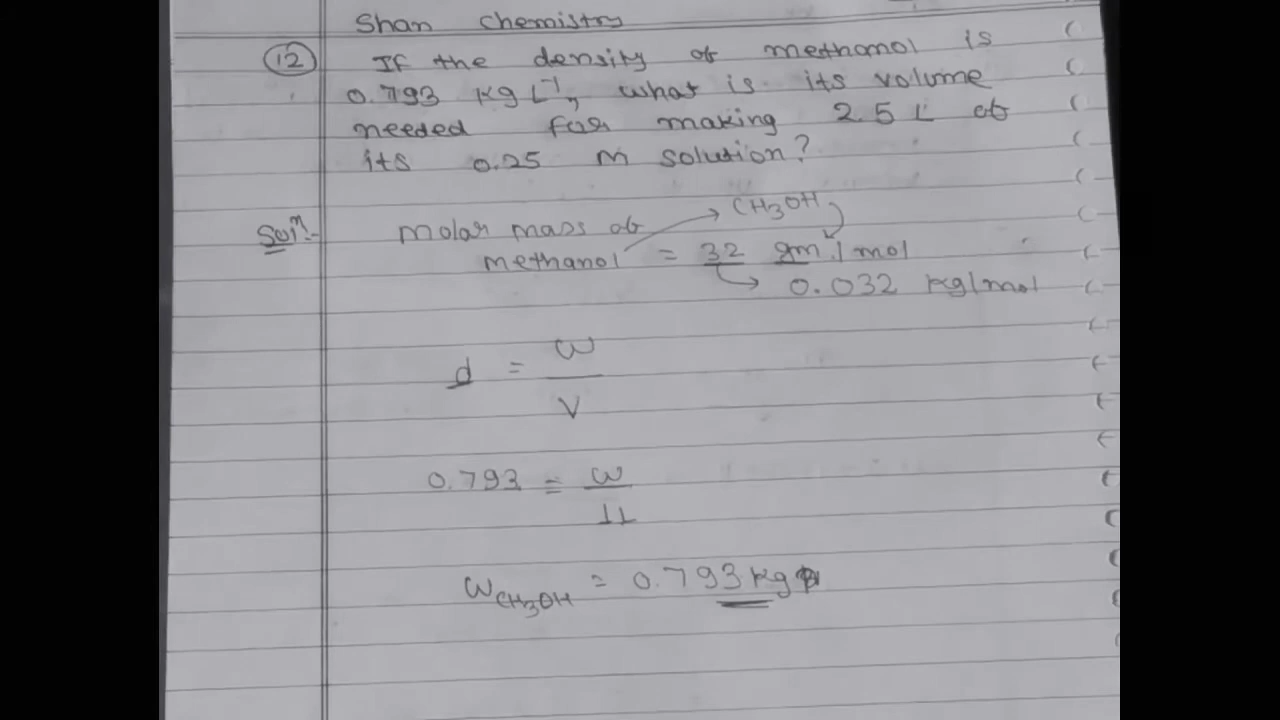 Shan Chemistry
12 If the density of methanol is
0.793 kg L⁻¹, what is its volume
needed for making 2.5 L of
its 0.25 M solution?
Solⁿ:- Molar mass of CH3OH
methanol = 32 gm/mol
0.032 kg/mol
d = W
V
0.793 = W
1L
W CH3OH = 0.793 kg